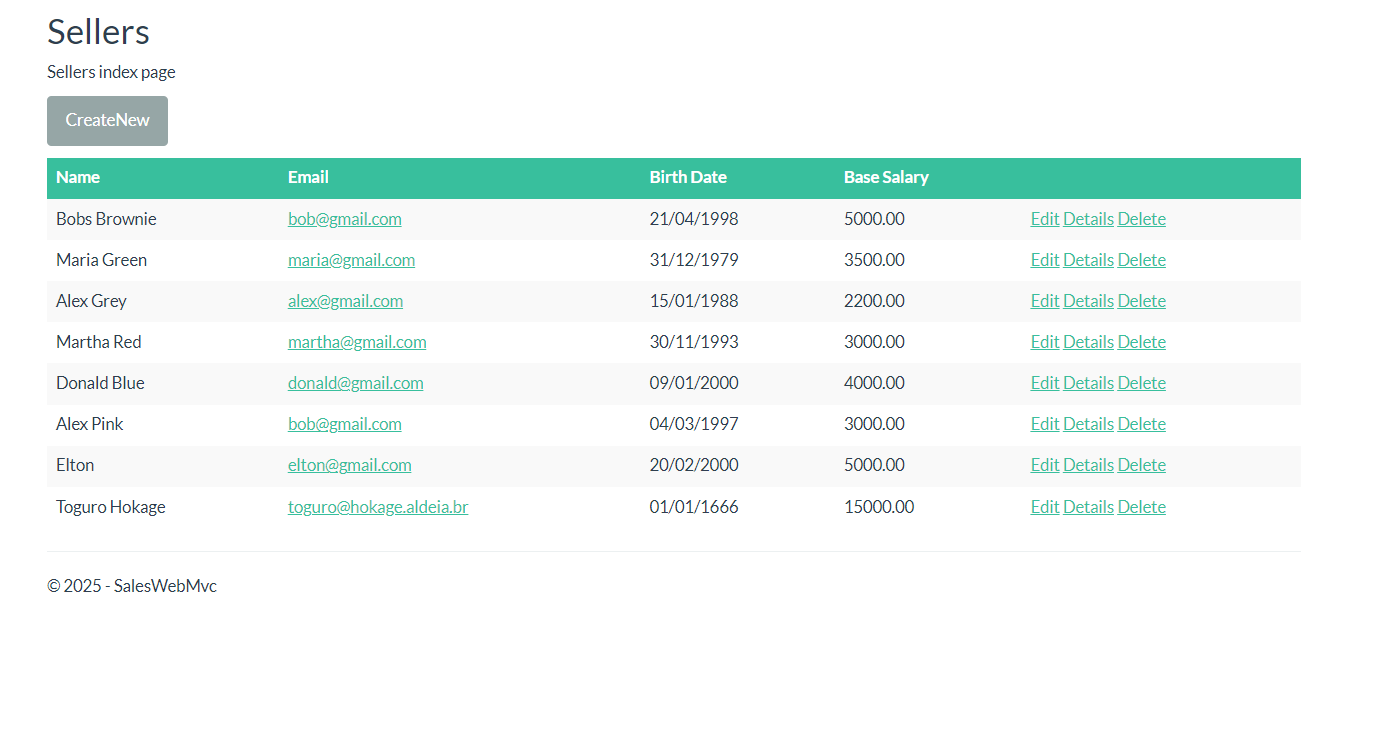 Sellers
Sellers index page
CreateNew
Name Email Birth Date Base Salary
Bobs Brownie bob@gmail.com 21/04/1998 5000.00 Edit Details Delete
Maria Green maria@gmail.com 31/12/1979 3500.00 Edit Details Delete
Alex Grey alex@gmail.com 15/01/1988 2200.00 Edit Details Delete
Martha Red martha@gmail.com 30/11/1993 3000.00 Edit Details Delete
Donald Blue donald@gmail.com 09/01/2000 4000.00 Edit Details Delete
Alex Pink bob@gmail.com 04/03/1997 3000.00 Edit Details Delete
Elton elton@gmail.com 20/02/2000 5000.00 Edit Details Delete
Toguro Hokage toguro@hokage.aldeia.br 01/01/1666 15000.00 Edit Details Delete
© 2025 - SalesWebMvc